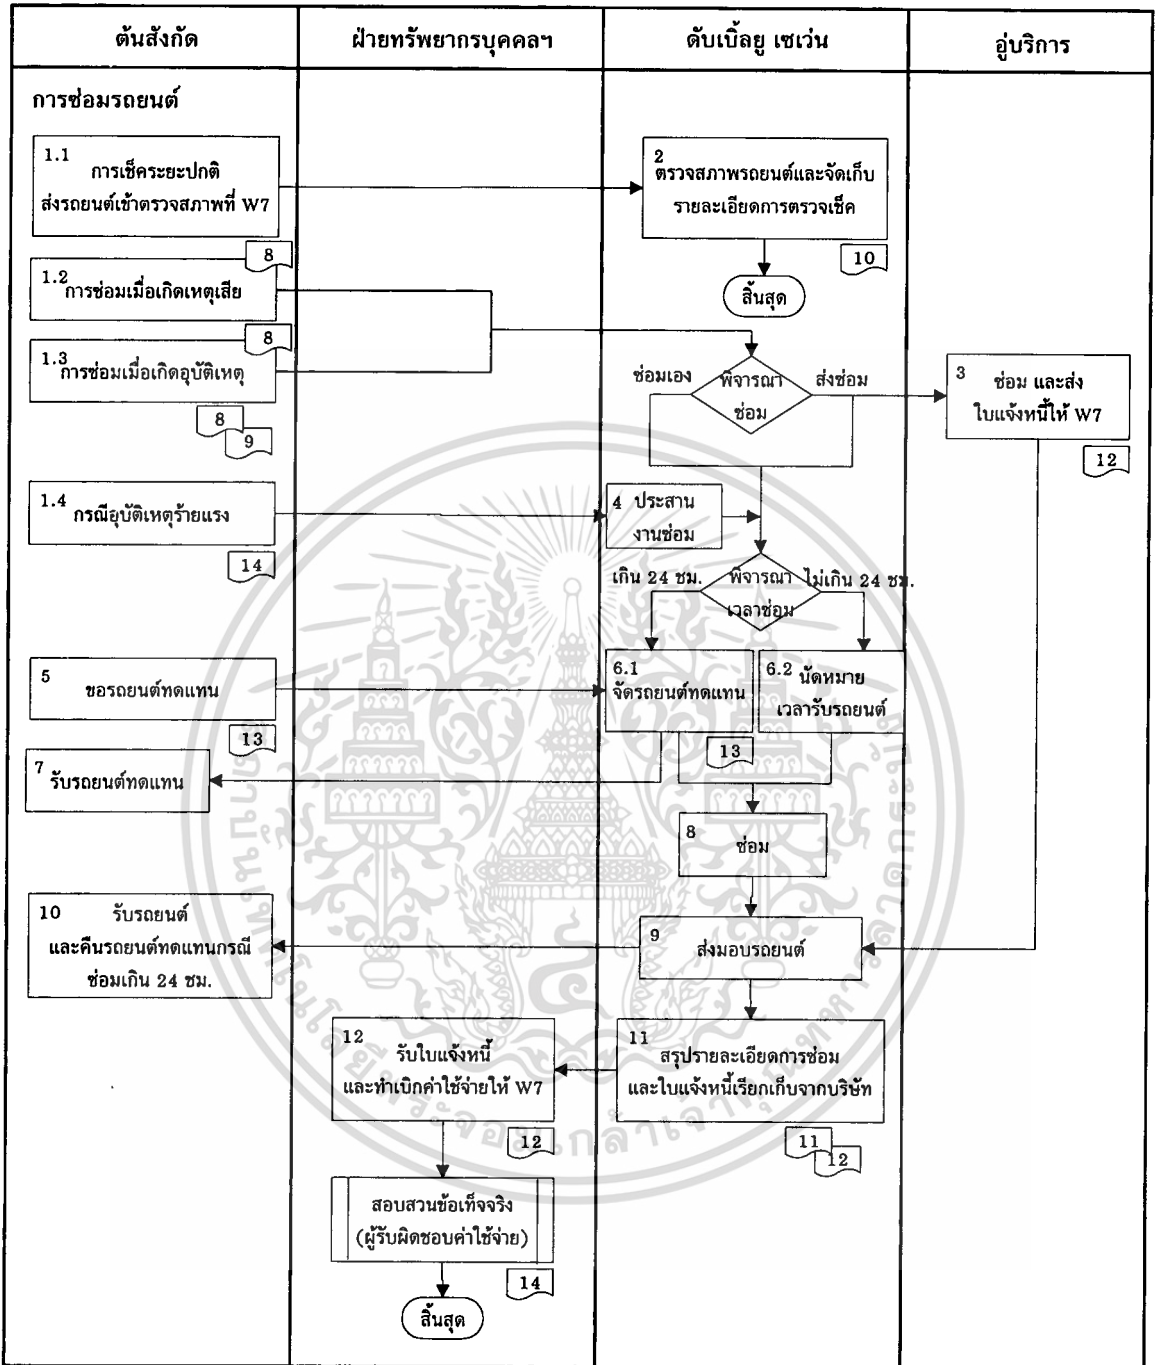 ต้นสังกัด
ฝ่ายทรัพยากรบุคคลฯ
ดับเบิ้ลยู เซเว่น
อู่บริการ
การซ่อมรถยนต์
1.1
การเช็คระยะปกติ
ส่งรถยนต์เข้าตรวจสภาพที่ W7
8
2
ตรวจสภาพรถยนต์และจัดเก็บ
รายละเอียดการตรวจเช็ค
10
สิ้นสุด
1.2
การซ่อมเมื่อเกิดเหตุเสีย
8
1.3
การซ่อมเมื่อเกิดอุบัติเหตุ
8
9
ซ่อมเอง
พิจารณา
ซ่อม
ส่งซ่อม
3
ซ่อม และส่ง
ใบแจ้งหนี้ให้ W7
12
1.4
กรณีอุบัติเหตุร้ายแรง
14
4 ประสาน
งานซ่อม
เกิน 24 ชม.
พิจารณา
เวลาซ่อม
ไม่เกิน 24 ชม.
5
ขอรถยนต์ทดแทน
13
6.1
จัดรถยนต์ทดแทน
13
6.2 นัดหมาย
เวลารับรถยนต์
7
รับรถยนต์ทดแทน
8
ซ่อม
10
รับรถยนต์
และคืนรถยนต์ทดแทนกรณี
ซ่อมเกิน 24 ชม.
9
ส่งมอบรถยนต์
12
รับใบแจ้งหนี้
และทำเบิกค่าใช้จ่ายให้ W7
12
11
สรุปรายละเอียดการซ่อม
และใบแจ้งหนี้เรียกเก็บจากบริษัท
11
12
สอบสวนข้อเท็จจริง
(ผู้รับผิดชอบค่าใช้จ่าย)
14
สิ้นสุด